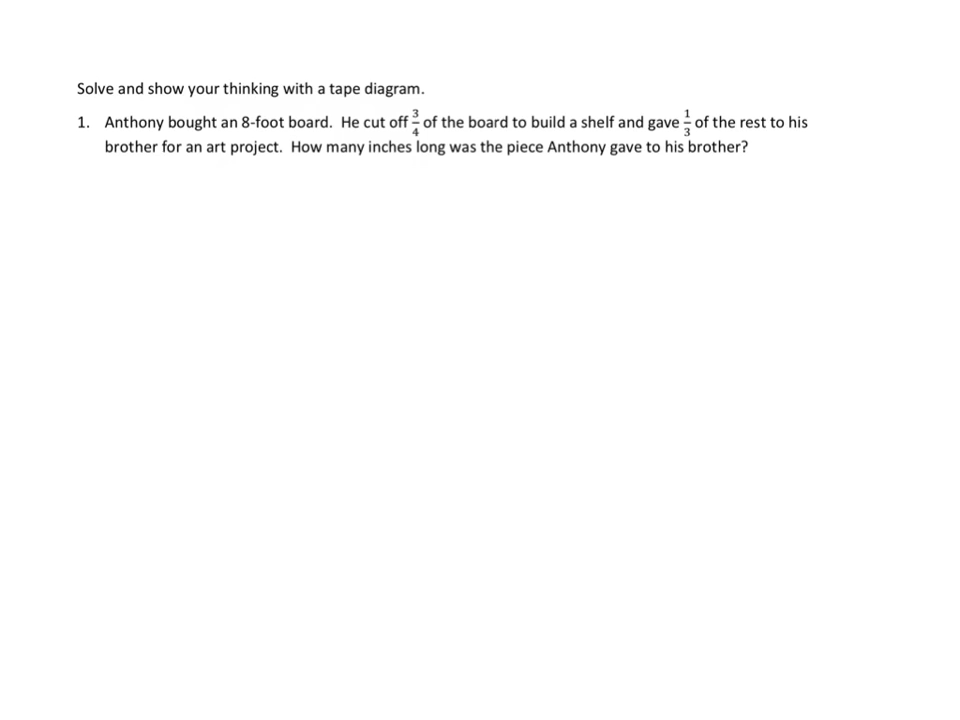 Solve and show your thinking with a tape diagram.
1. Anthony bought an 8-foot board. He cut off 3/4 of the board to build a shelf and gave 1/3 of the rest to his
brother for an art project. How many inches long was the piece Anthony gave to his brother?